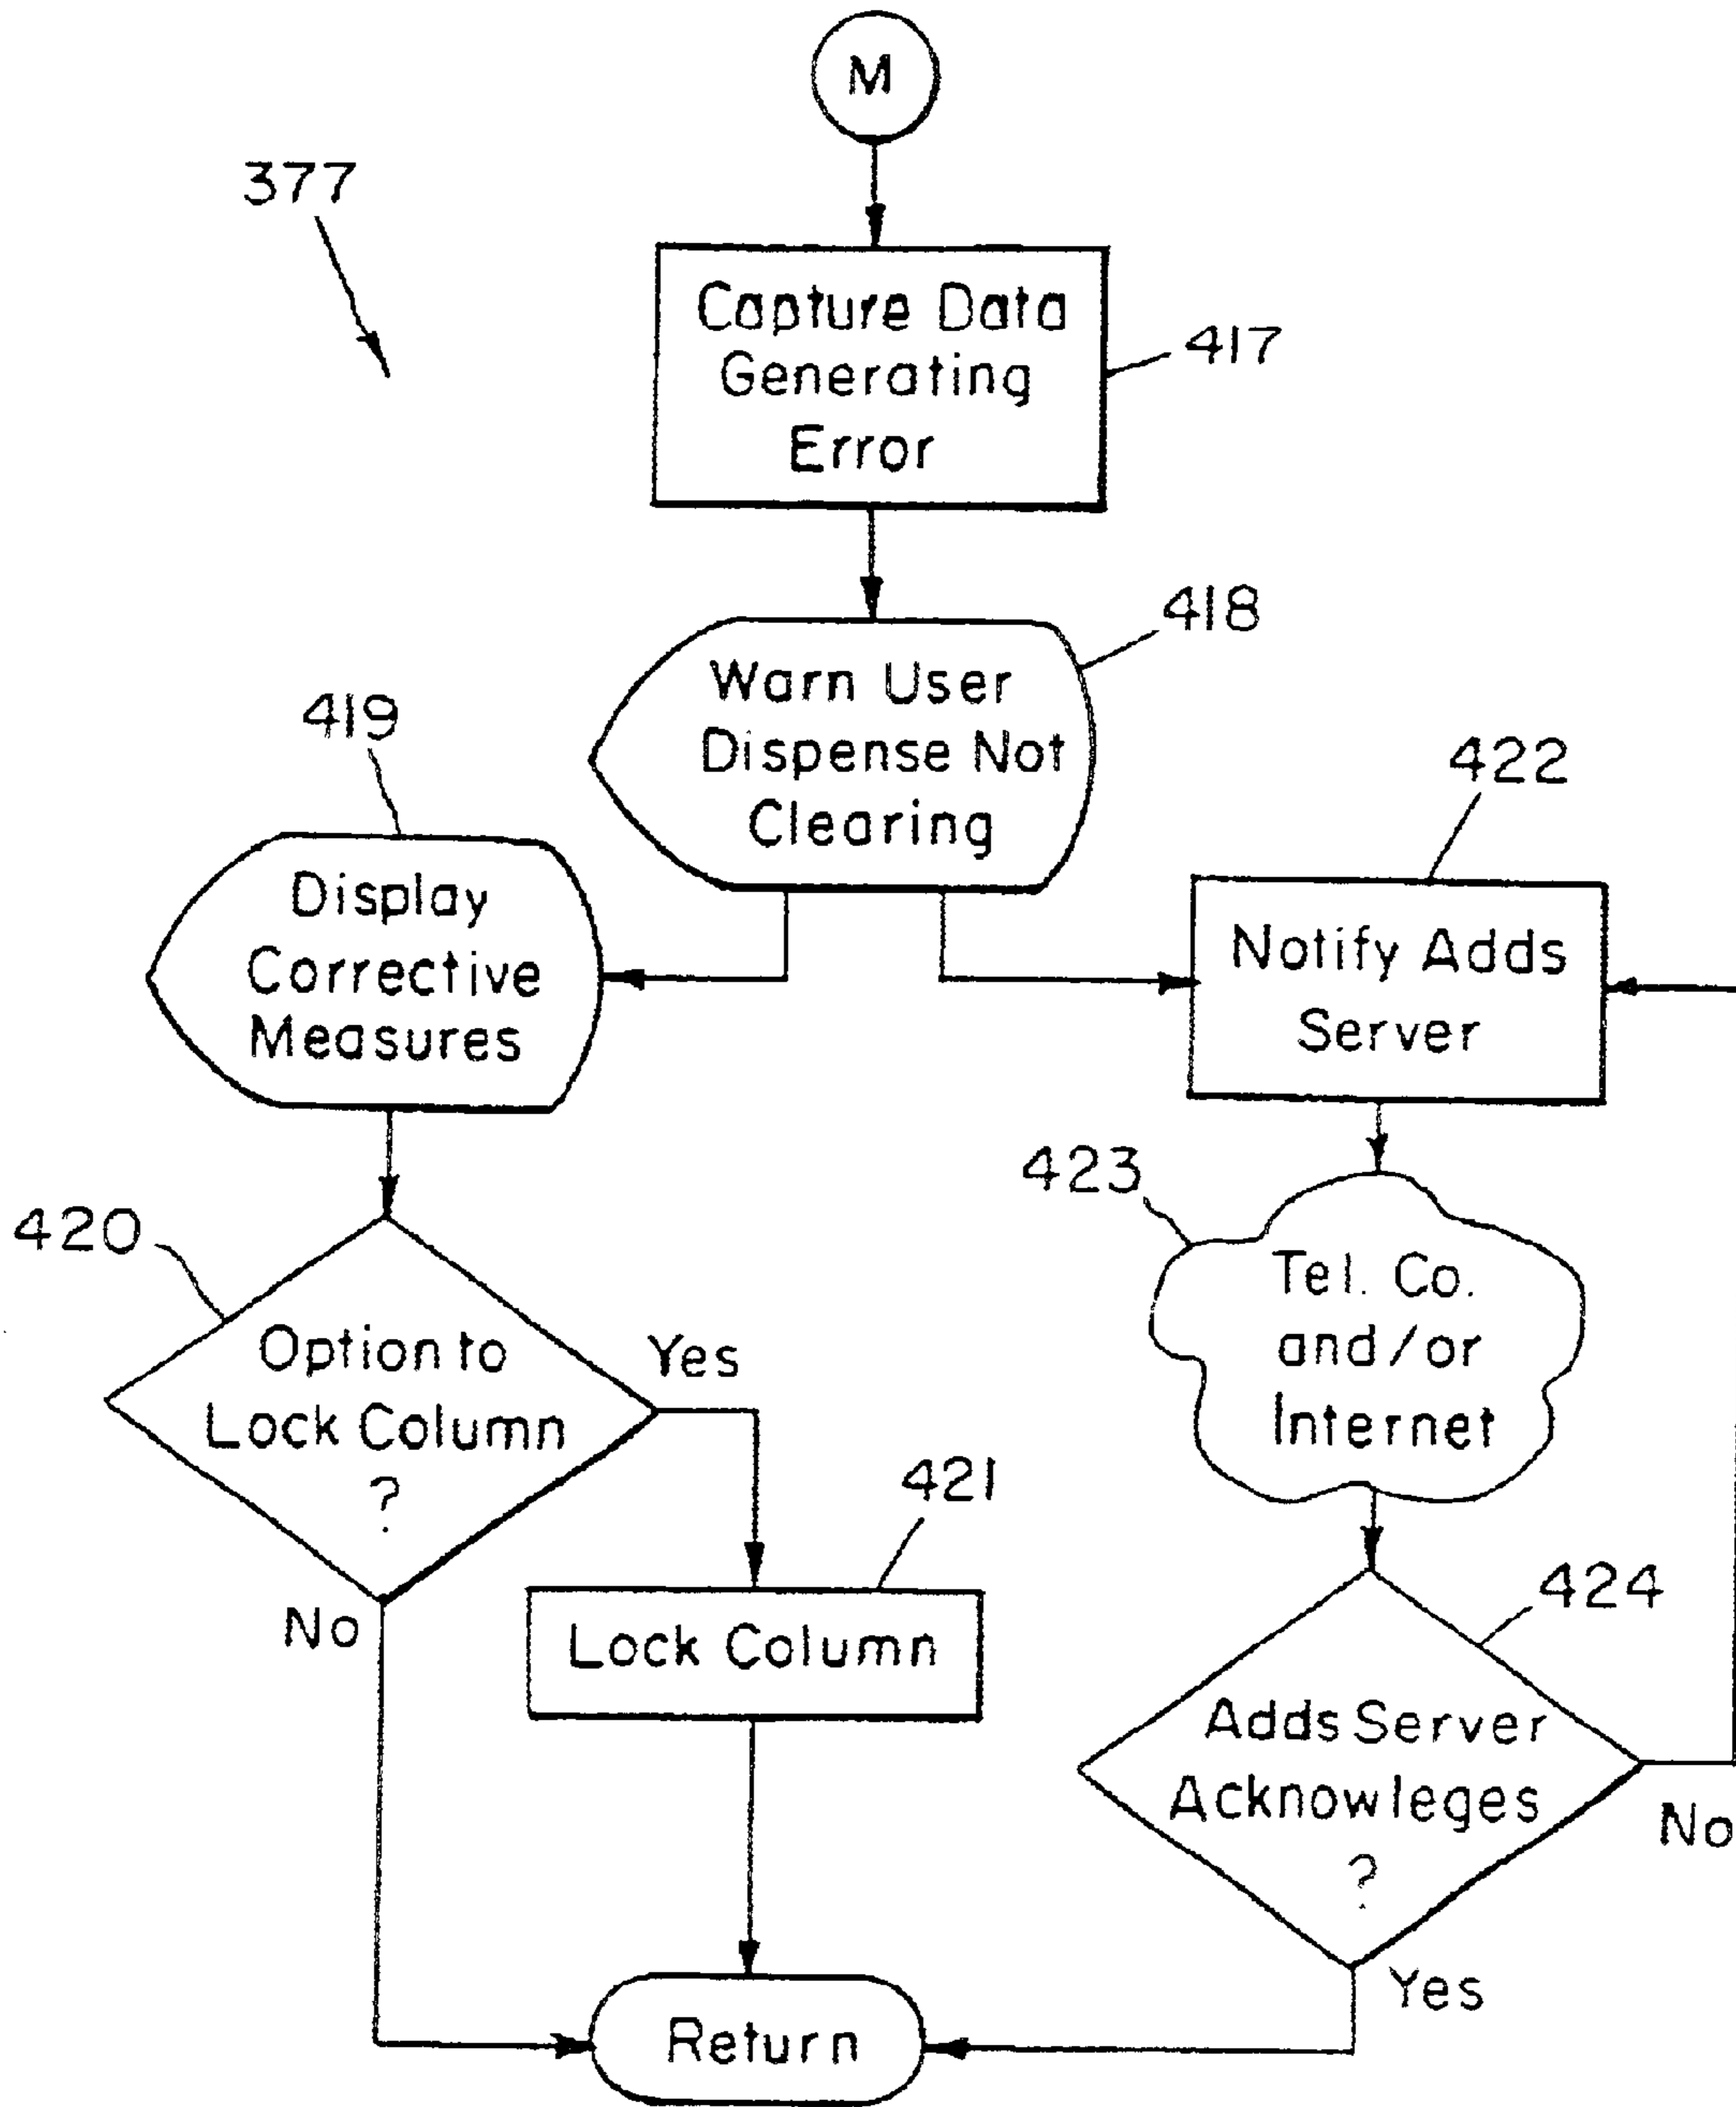 M
377
Capture Data
Generating
Error
417
418
Warn User
Dispense Not
Clearing
419
Display
Corrective
Measures
422
Notify Adds
Server
423
Tel. Co.
and/or
Internet
420
Option to
Lock Column
?
Yes
No
421
Lock Column
424
Adds Server
Acknowleges
?
No
Yes
Return